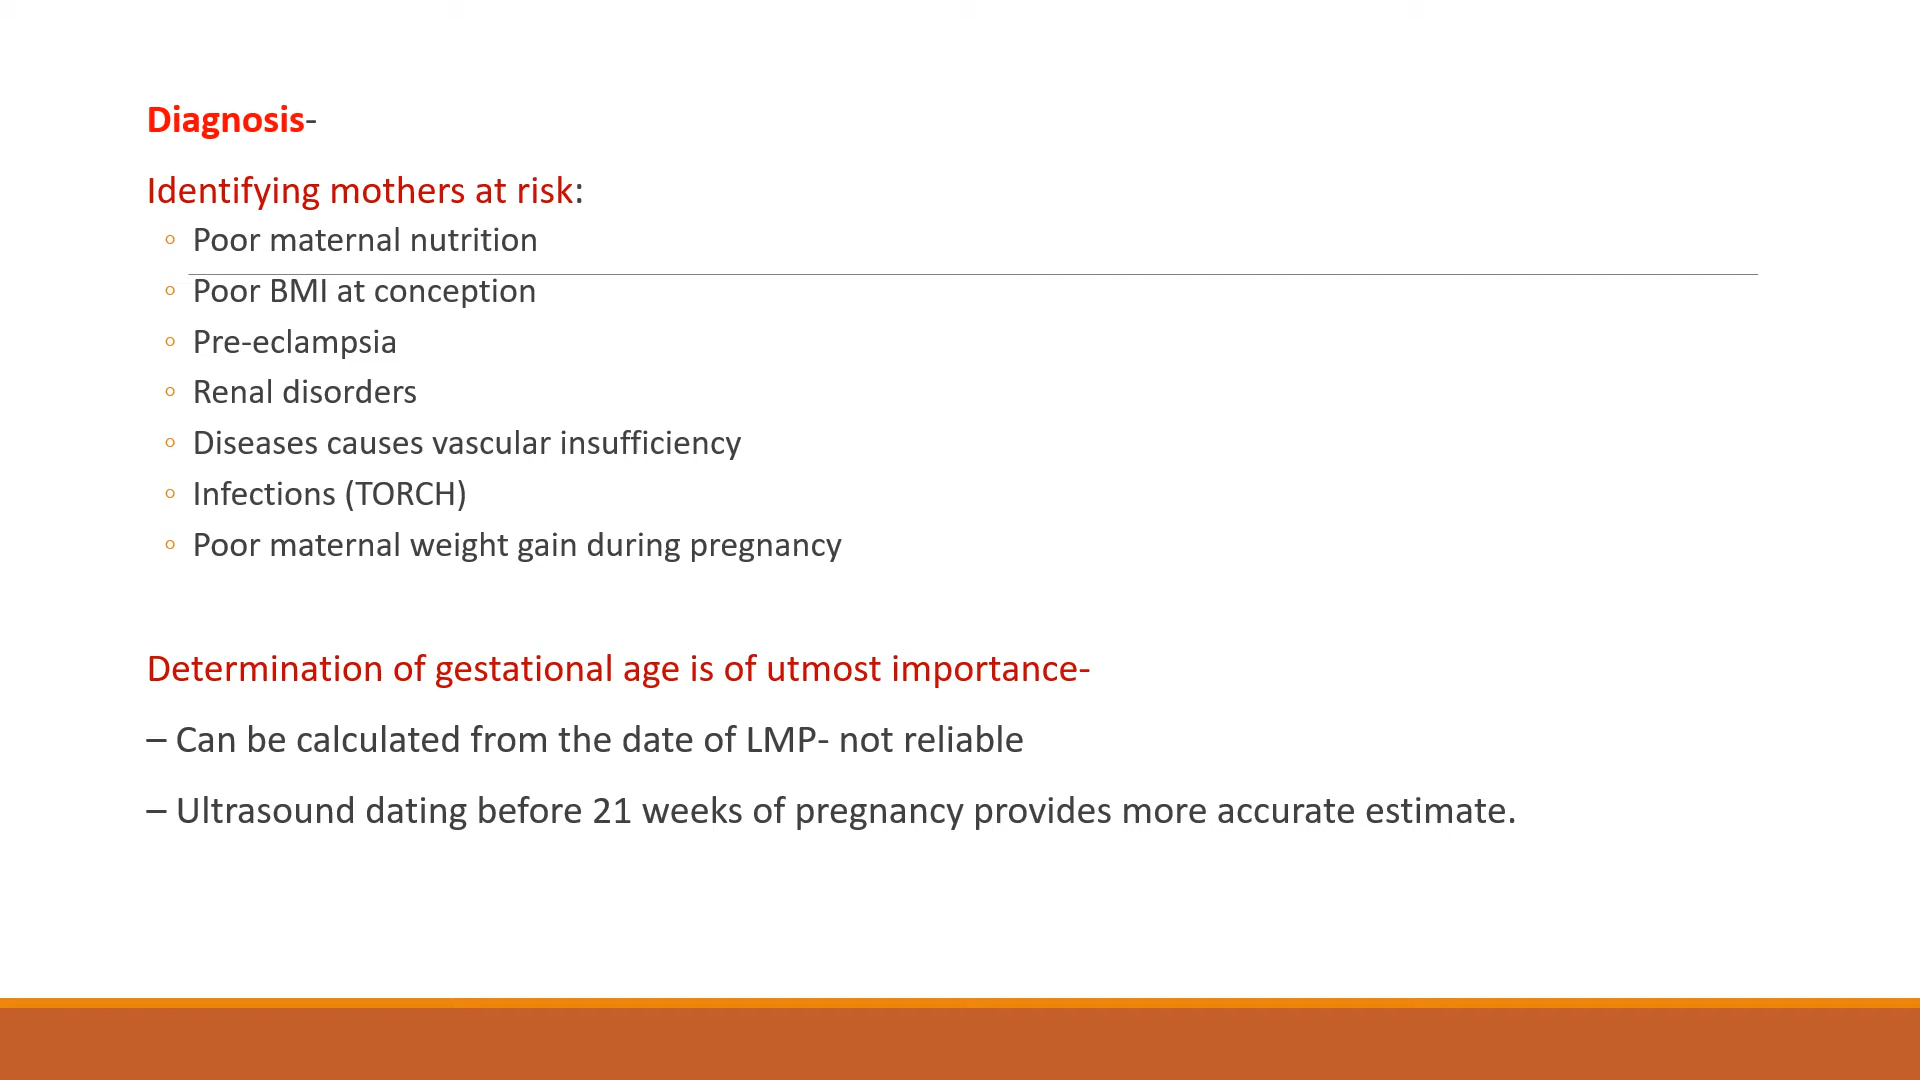 Diagnosis-
Identifying mothers at risk:
◦ Poor maternal nutrition
◦ Poor BMI at conception
◦ Pre-eclampsia
◦ Renal disorders
◦ Diseases causes vascular insufficiency
◦ Infections (TORCH)
◦ Poor maternal weight gain during pregnancy
Determination of gestational age is of utmost importance-
– Can be calculated from the date of LMP- not reliable
– Ultrasound dating before 21 weeks of pregnancy provides more accurate estimate.